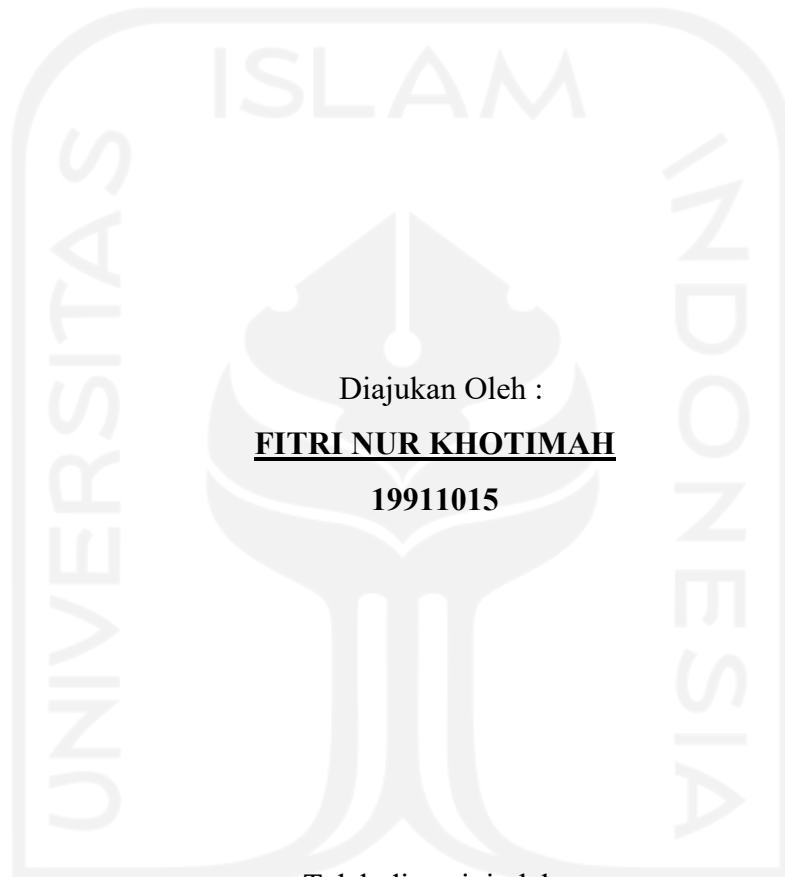 ISLAM
UNIVERSITAS
INDONESIA
Diajukan Oleh :
FITRI NUR KHOTIMAH
19911015